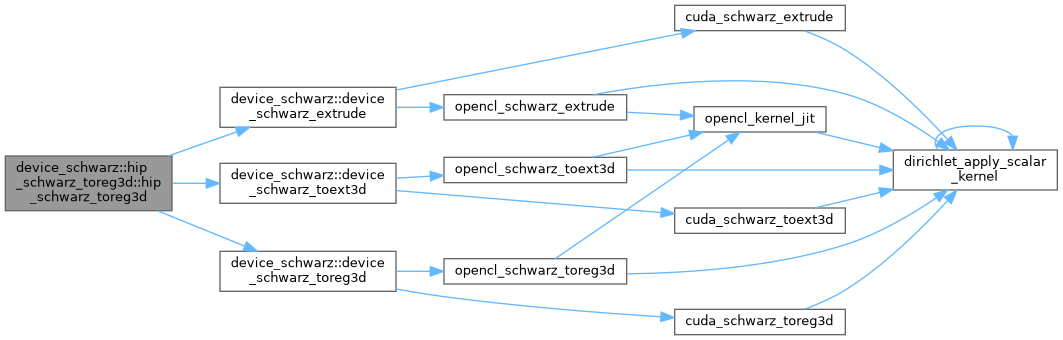 device_schwarz::hip
_schwarz_toreg3d::hip
_schwarz_toreg3d
device_schwarz::device
_schwarz_extrude
device_schwarz::device
_schwarz_toext3d
device_schwarz::device
_schwarz_toreg3d
opencl_schwarz_extrude
opencl_schwarz_toext3d
opencl_schwarz_toreg3d
cuda_schwarz_extrude
opencl_kernel_jit
cuda_schwarz_toext3d
cuda_schwarz_toreg3d
dirichlet_apply_scalar
_kernel